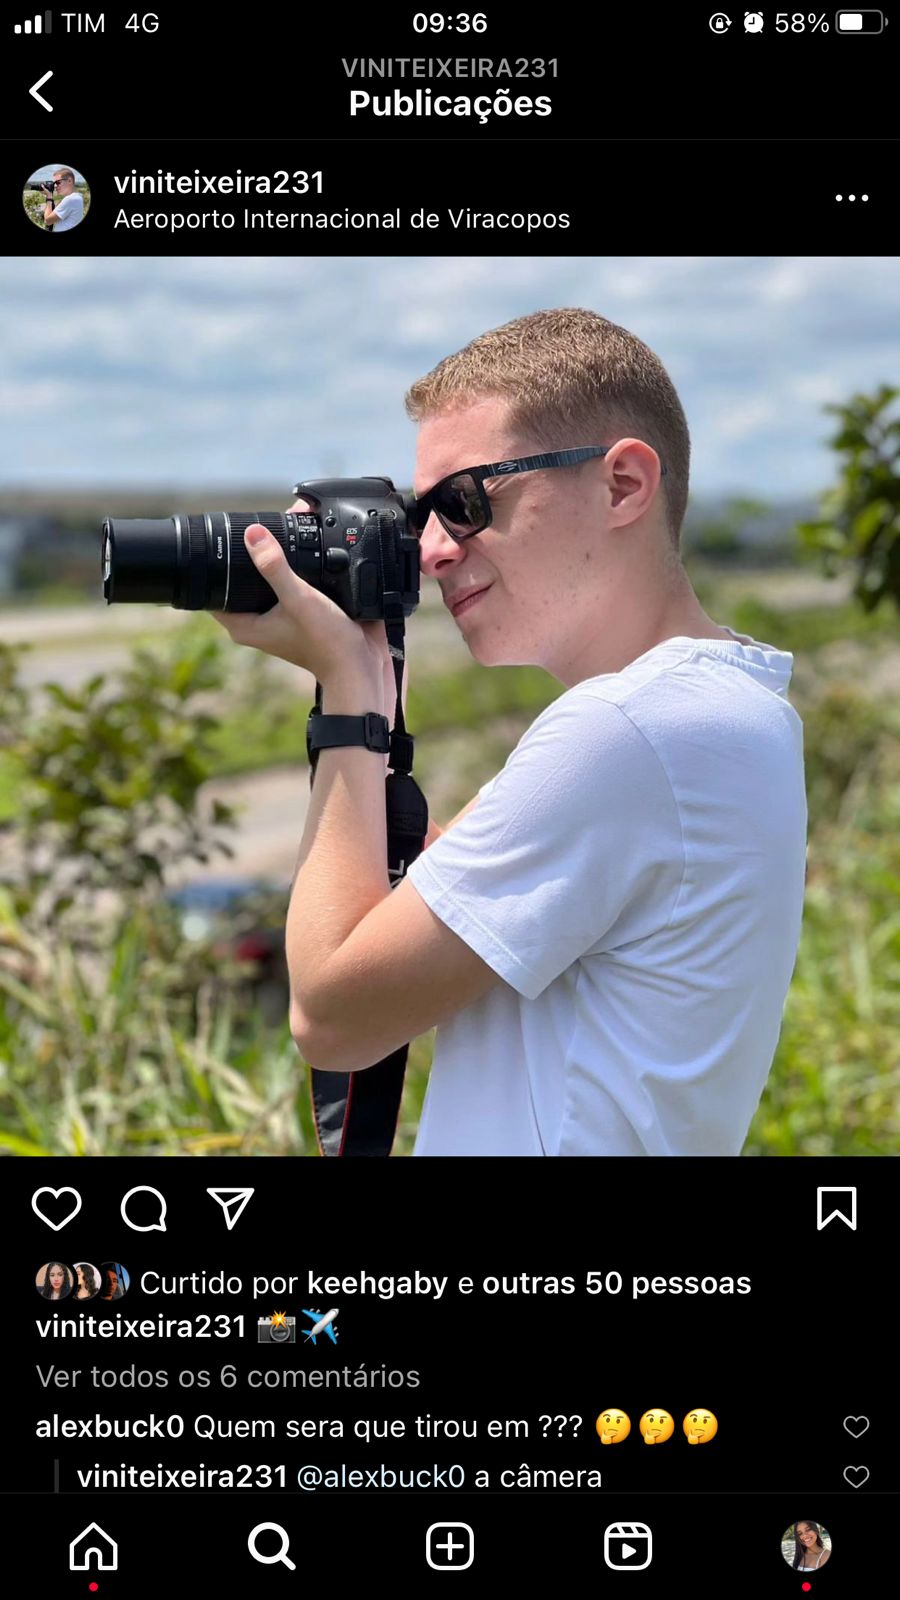 TIM 4G 09:36 58%
VINITEIXEIRA231
Publicações
viniteixeira231
Aeroporto Internacional de Viracopos
Canon
EOS
Curtido por keehgaby e outras 50 pessoas
viniteixeira231 📸✈️
Ver todos os 6 comentários
alexbuck0 Quem sera que tirou em ??? 🤔🤔🤔
viniteixeira231 @alexbuck0 a câmera